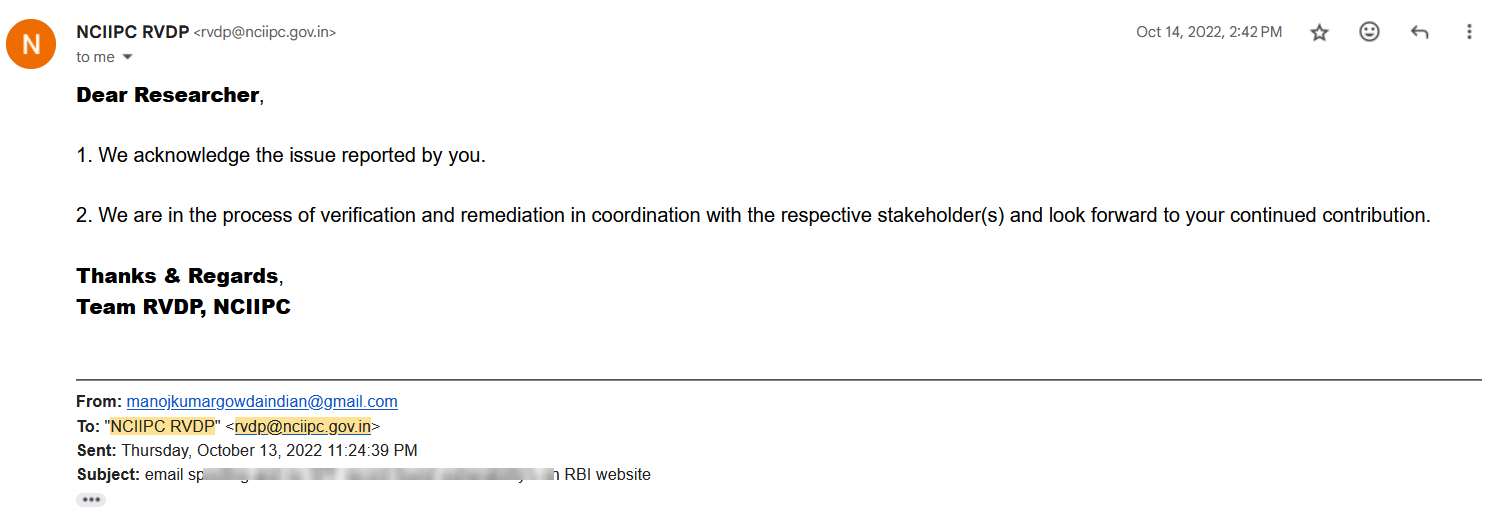 N
NCIIPC RVDP <rvdp@nciipc.gov.in>
Oct 14, 2022, 2:42 PM
to me
Dear Researcher,
1. We acknowledge the issue reported by you.
2. We are in the process of verification and remediation in coordination with the respective stakeholder(s) and look forward to your continued contribution.
Thanks & Regards,
Team RVDP, NCIIPC
From: manojkumargowdaindian@gmail.com
To: "NCIIPC RVDP" <rvdp@nciipc.gov.in>
Sent: Thursday, October 13, 2022 11:24:39 PM
Subject: email RBI website